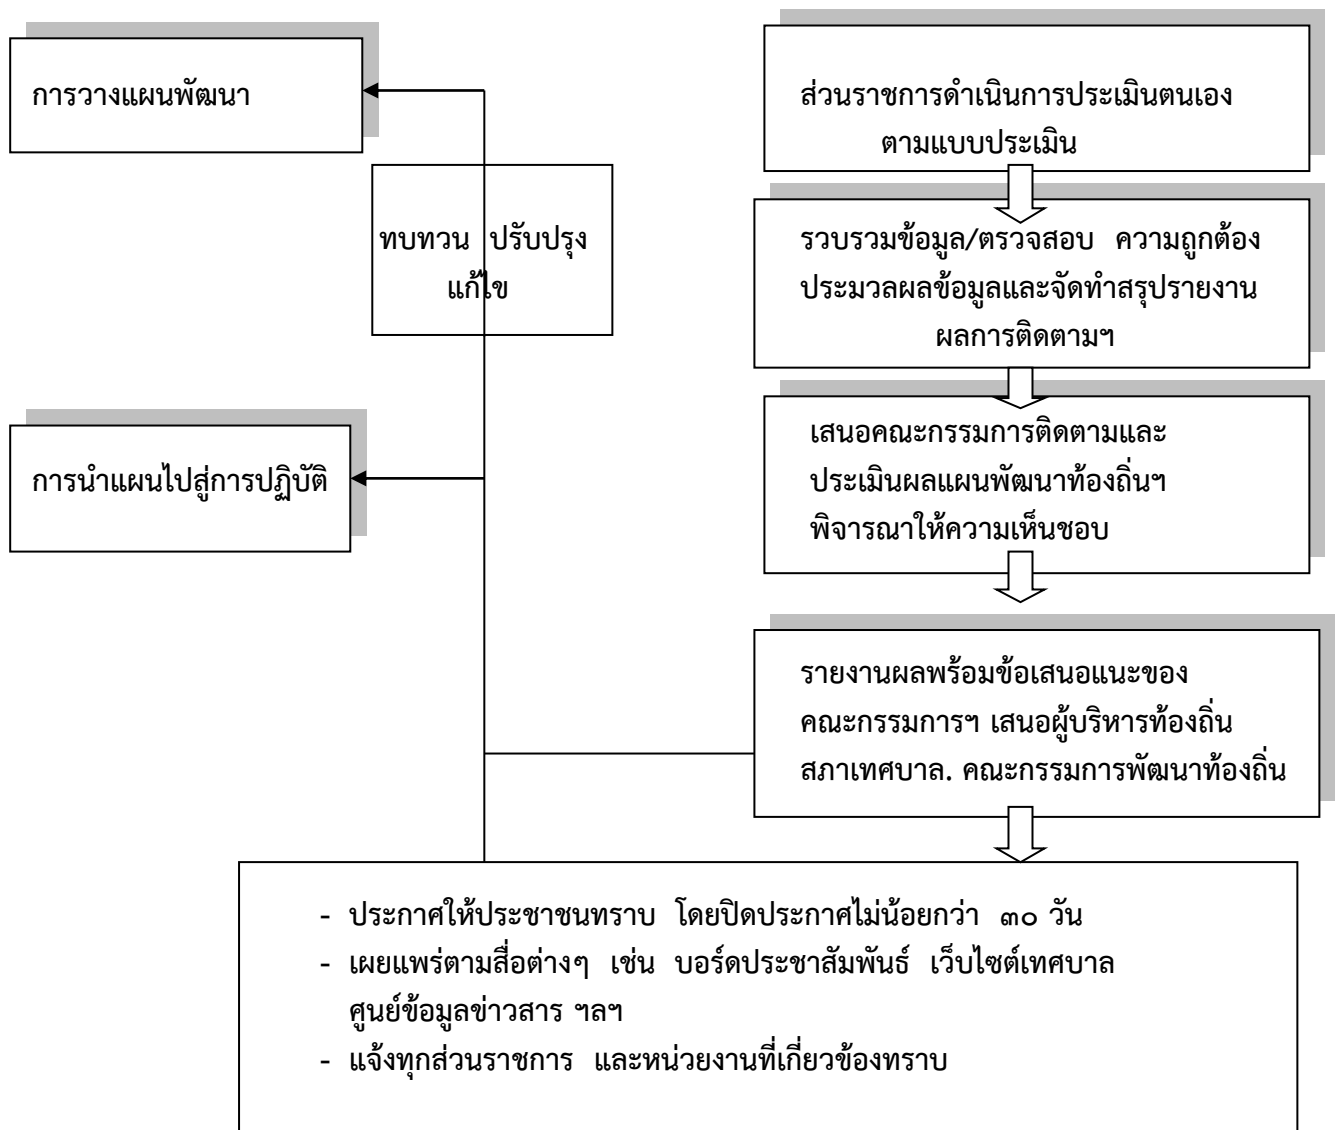 การวางแผนพัฒนา
ทบทวน ปรับปรุง
แก้ไข
การนำแผนไปสู่การปฏิบัติ
ส่วนราชการดำเนินการประเมินตนเอง
ตามแบบประเมิน
รวบรวมข้อมูล/ตรวจสอบ ความถูกต้อง
ประมวลผลข้อมูลและจัดทำสรุปรายงาน
ผลการติดตามฯ
เสนอคณะกรรมการติดตามและ
ประเมินผลแผนพัฒนาท้องถิ่นฯ
พิจารณาให้ความเห็นชอบ
รายงานผลพร้อมข้อเสนอแนะของ
คณะกรรมการฯ เสนอผู้บริหารท้องถิ่น
สภาเทศบาล. คณะกรรมการพัฒนาท้องถิ่น
- ประกาศให้ประชาชนทราบ โดยปิดประกาศไม่น้อยกว่า ๓๐ วัน
- เผยแพร่ตามสื่อต่างๆ เช่น บอร์ดประชาสัมพันธ์ เว็บไซต์เทศบาล
ศูนย์ข้อมูลข่าวสาร ฯลฯ
- แจ้งทุกส่วนราชการ และหน่วยงานที่เกี่ยวข้องทราบ